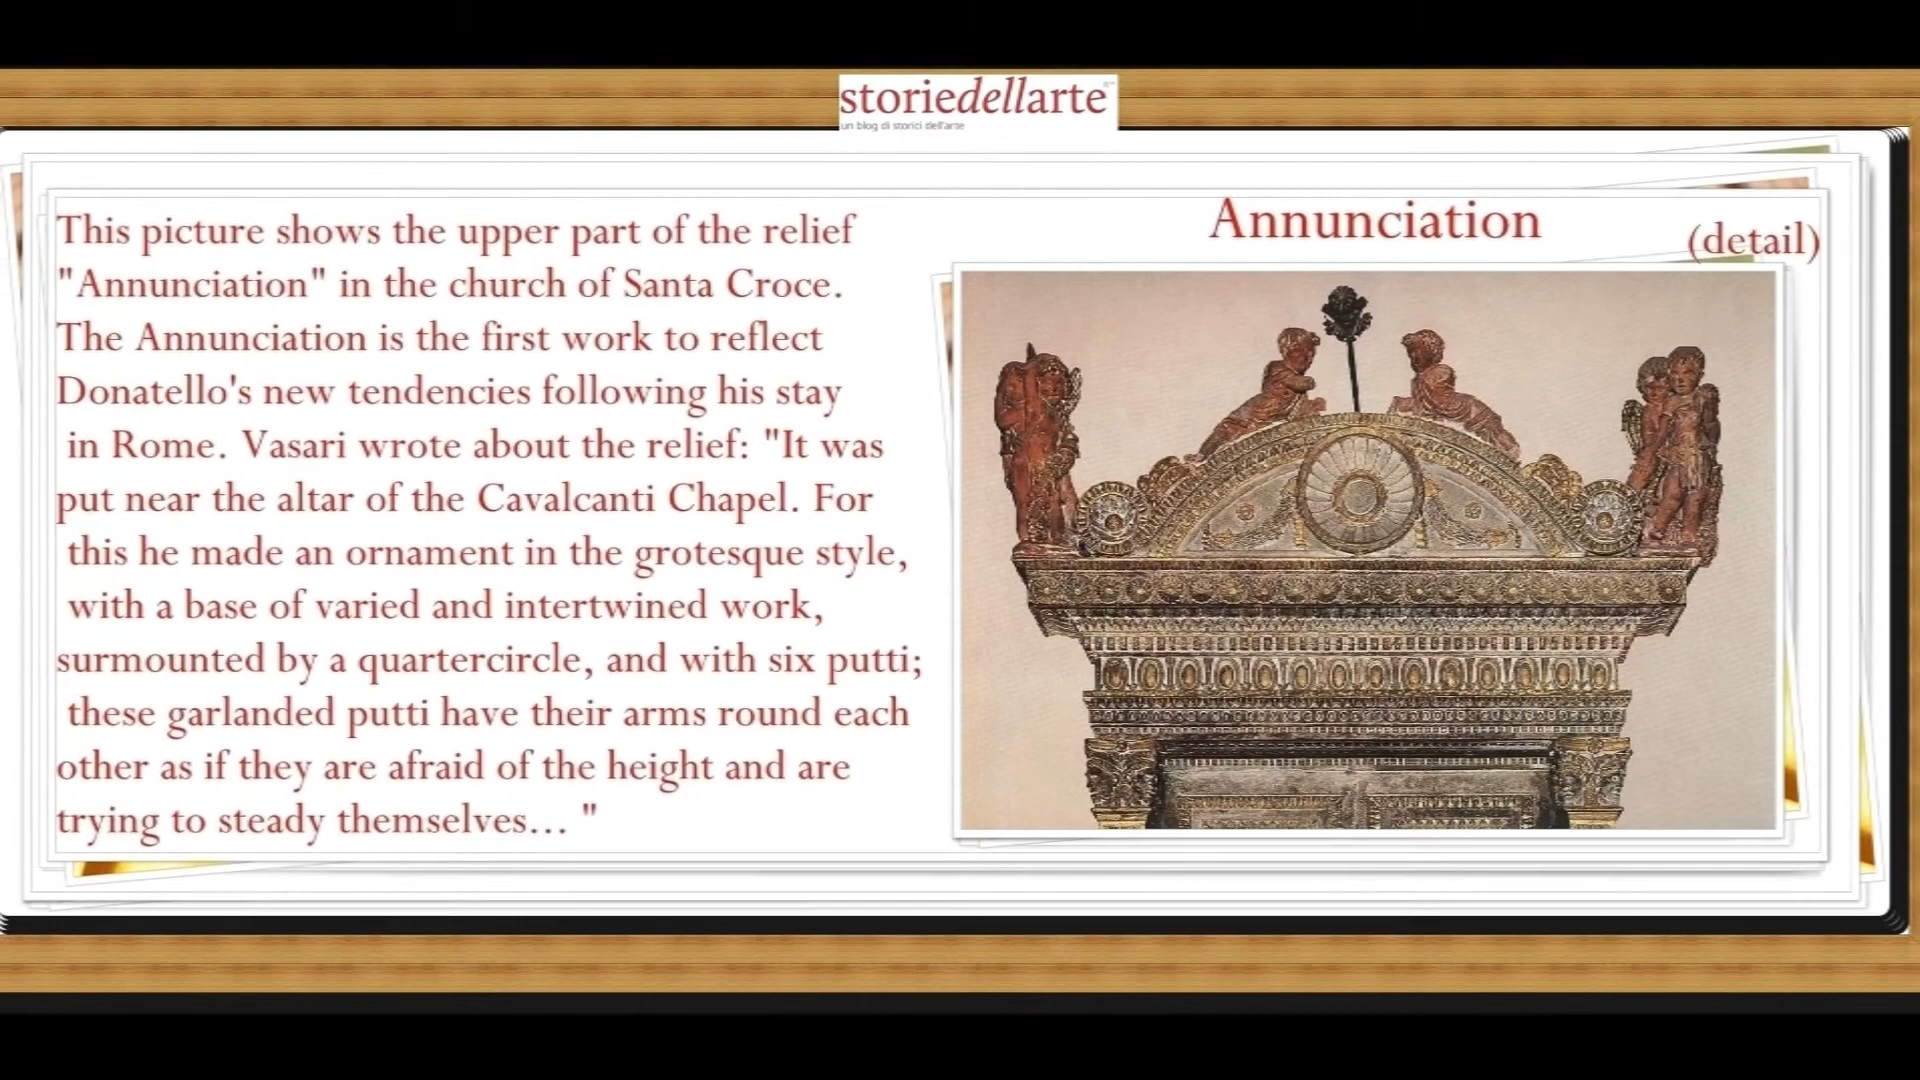 storiedellarte
un blog di storici dell'arte
This picture shows the upper part of the relief
"Annunciation" in the church of Santa Croce.
The Annunciation is the first work to reflect
Donatello's new tendencies following his stay
in Rome. Vasari wrote about the relief: "It was
put near the altar of the Cavalcanti Chapel. For
this he made an ornament in the grotesque style,
with a base of varied and intertwined work,
surmounted by a quartercircle, and with six putti;
these garlanded putti have their arms round each
other as if they are afraid of the height and are
trying to steady themselves... "
Annunciation
(detail)